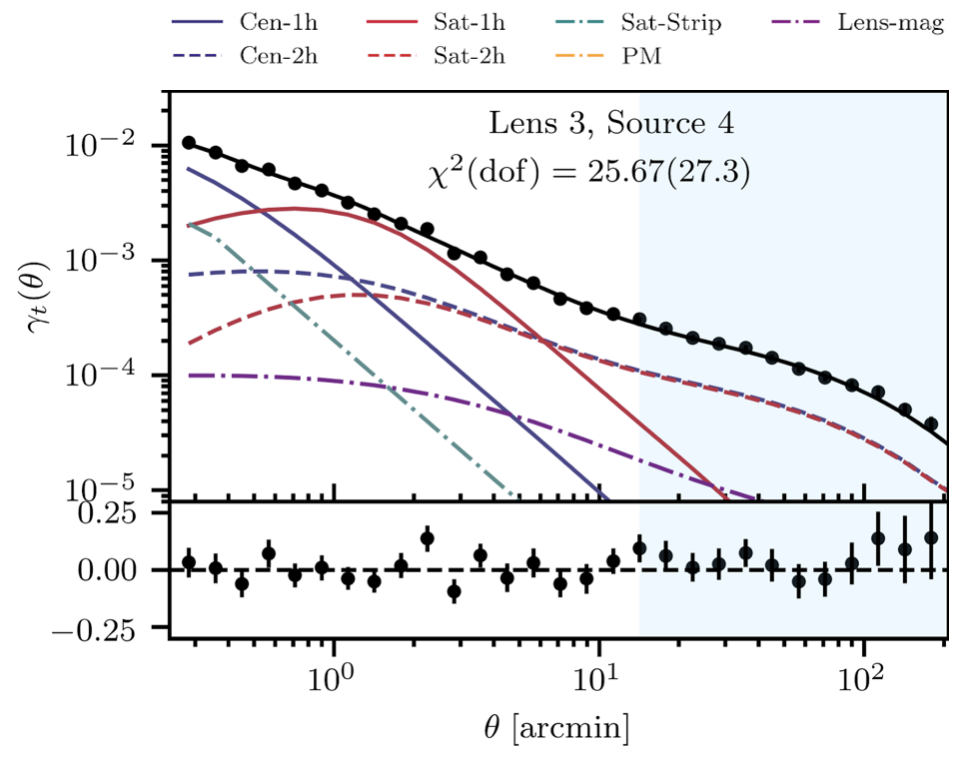 Cen-1h Sat-1h Sat-Strip Lens-mag
Cen-2h Sat-2h PM
Lens 3, Source 4
χ²(dof) = 25.67(27.3)
10⁻²
10⁻³
10⁻⁴
10⁻⁵
γₜ(θ)
0.25
0.00
−0.25
10⁰ 10¹ 10²
θ [arcmin]